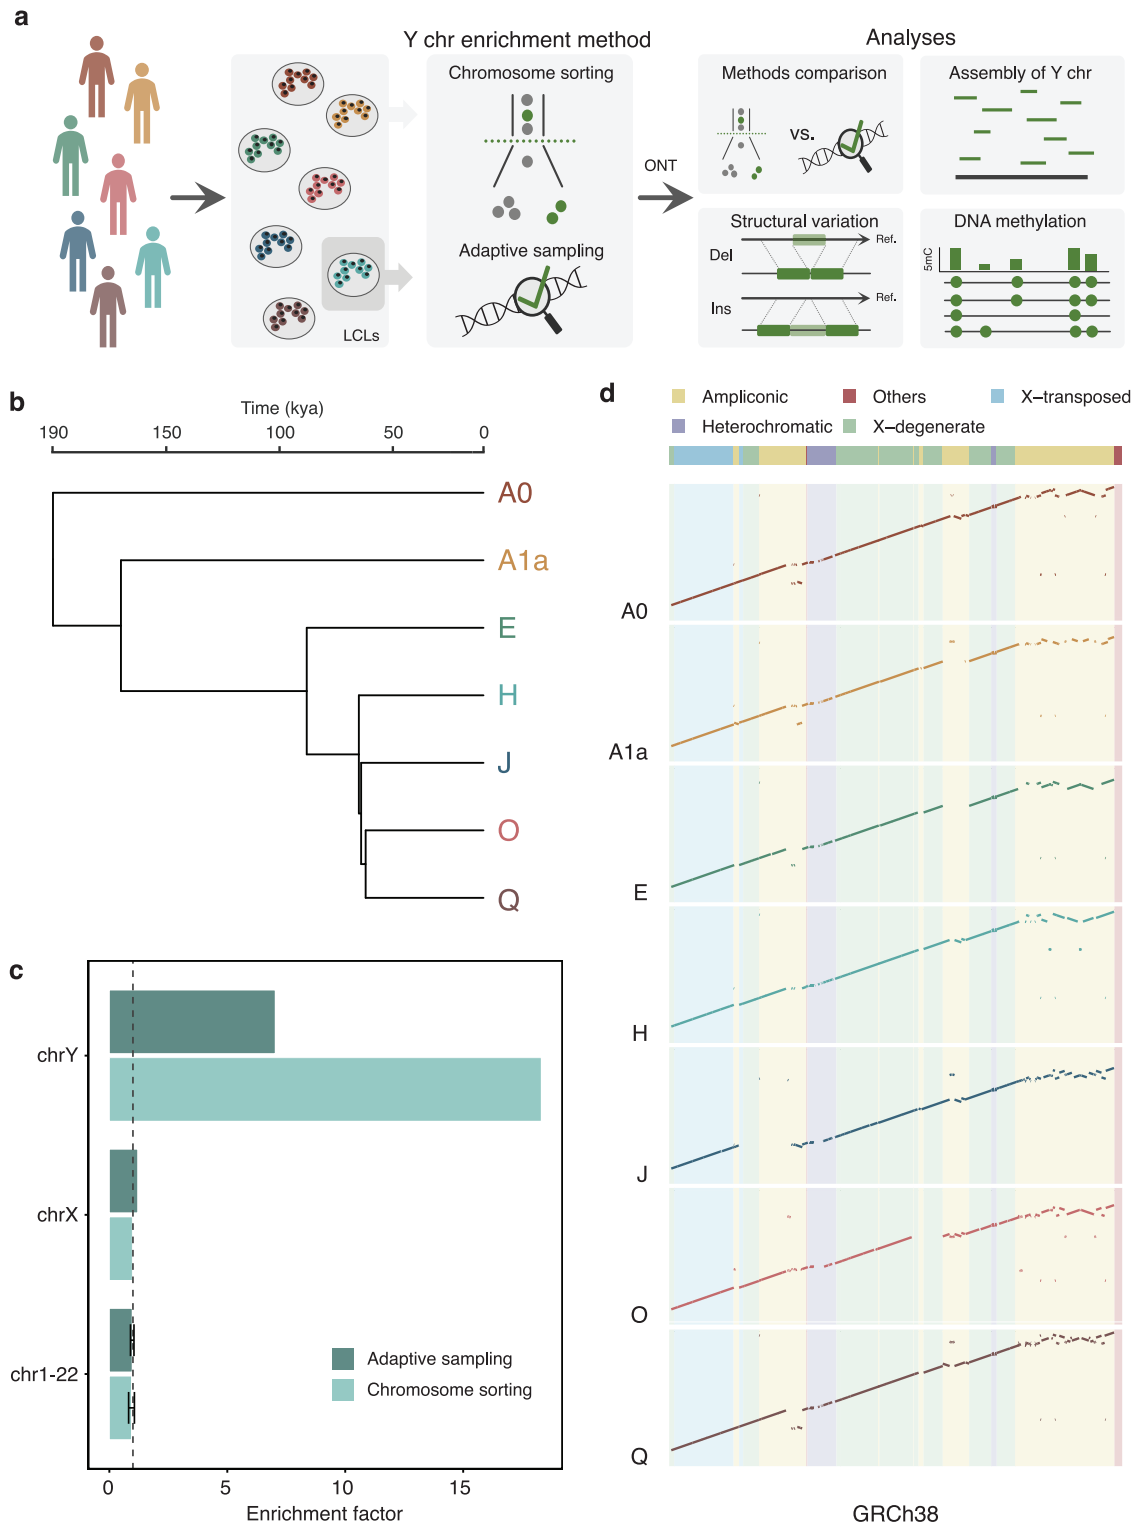 a
Y chr enrichment method
Analyses
Chromosome sorting
Methods comparison
Assembly of Y chr
vs.
ONT
Structural variation
DNA methylation
Adaptive sampling
Del
Ref.
5mC
Ins
Ref.
LCLs
b
Time (kya)
190 150 100 50 0
A0
A1a
E
H
J
O
Q
c
chrY
chrX
chr1-22
Adaptive sampling
Chromosome sorting
0 5 10 15
Enrichment factor
d
Ampliconic Others X–transposed
Heterochromatic X–degenerate
A0
A1a
E
H
J
O
Q
GRCh38